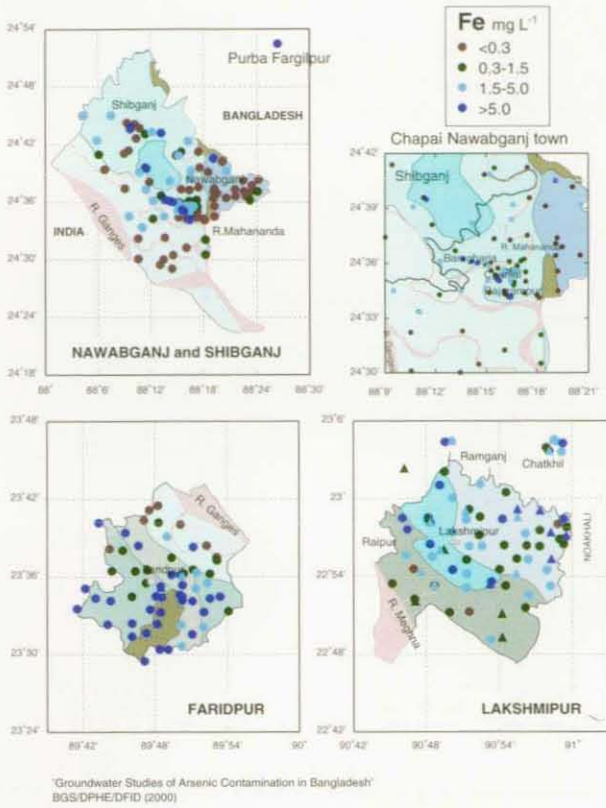 Fe mg L⁻¹
<0.3
0.3-1.5
1.5-5.0
>5.0
24°54'
24°48'
24°42'
24°36'
24°30'
24°24'
24°18'
88°
88°6'
88°12'
88°18'
88°24'
88°30'
Purba Fargilpur
Shibganj
BANGLADESH
Nawabganj
R. Ganges
INDIA
R.Mahananda
NAWABGANJ and SHIBGANJ
Chapai Nawabganj town
24°42'
24°39'
24°36'
24°33'
24°30'
88°9'
88°12'
88°15'
88°18'
88°21'
Shibganj
R. Mahananda
R. Ganges
23°48'
23°42'
23°36'
23°30'
23°24'
89°42'
89°48'
89°54'
90°
R. Ganges
Faridpur
FARIDPUR
23°6'
23°
22°54'
22°48'
22°42'
90°42'
90°48'
90°54'
91°
Ramganj
Chatkhil
Lakshmipur
Raipur
NOAKHALI
R. Meghna
LAKSHMIPUR
'Groundwater Studies of Arsenic Contamination in Bangladesh'
BGS/DPHE/DFID (2000)